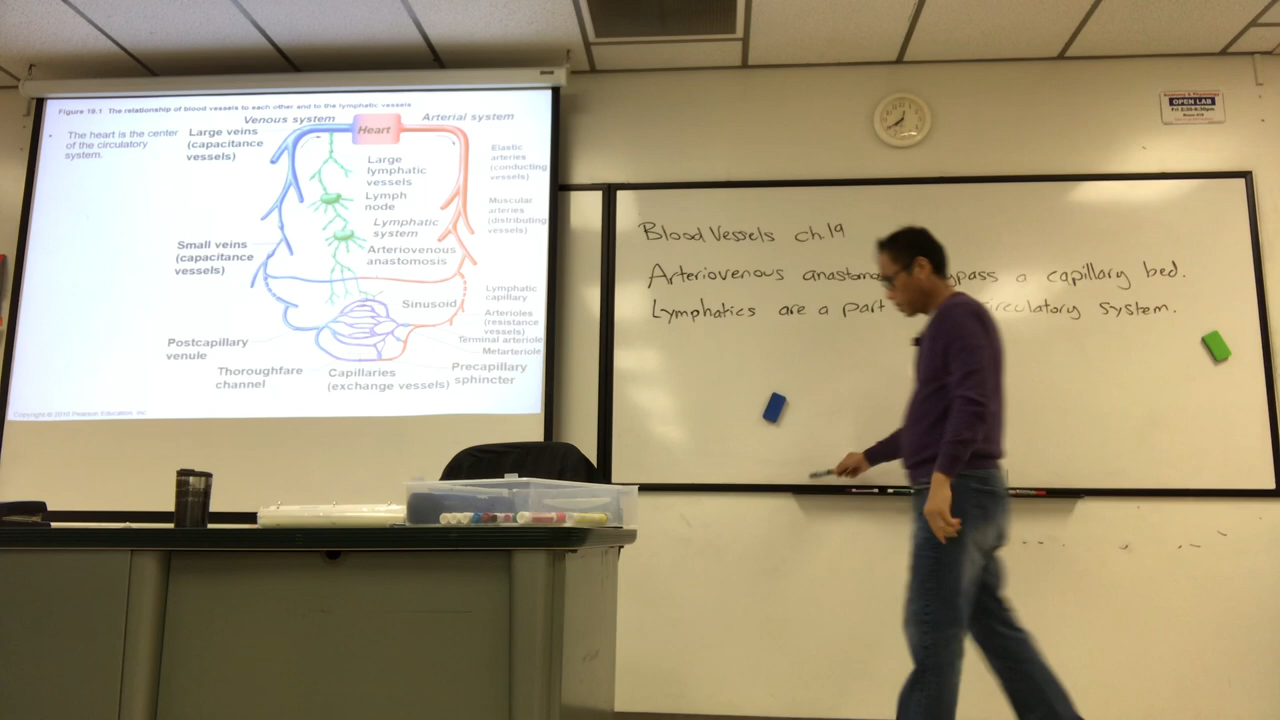 Figure 19.1 The relationship of blood vessels to each other and to the lymphatic vessels
• The heart is the center
of the circulatory
system.
Venous system
Heart
Arterial system
Large veins
(capacitance
vessels)
Elastic
arteries
(conducting
vessels)
Large
lymphatic
vessels
Lymph
node
Muscular
arteries
(distributing
vessels)
Lymphatic
system
Arteriovenous
anastomosis
Small veins
(capacitance
vessels)
Lymphatic
capillary
Sinusoid
Arterioles
(resistance
vessels)
Terminal arteriole
Metarteriole
Postcapillary
venule
Thoroughfare
channel
Capillaries
(exchange vessels)
Precapillary
sphincter
Copyright © 2016 Pearson Education, Inc.
Anatomy & Physiology
OPEN LAB
Blood Vessels ch.19
Arteriovenous anastomo ypass a capillary bed.
Lymphatics are a part irculatory system.